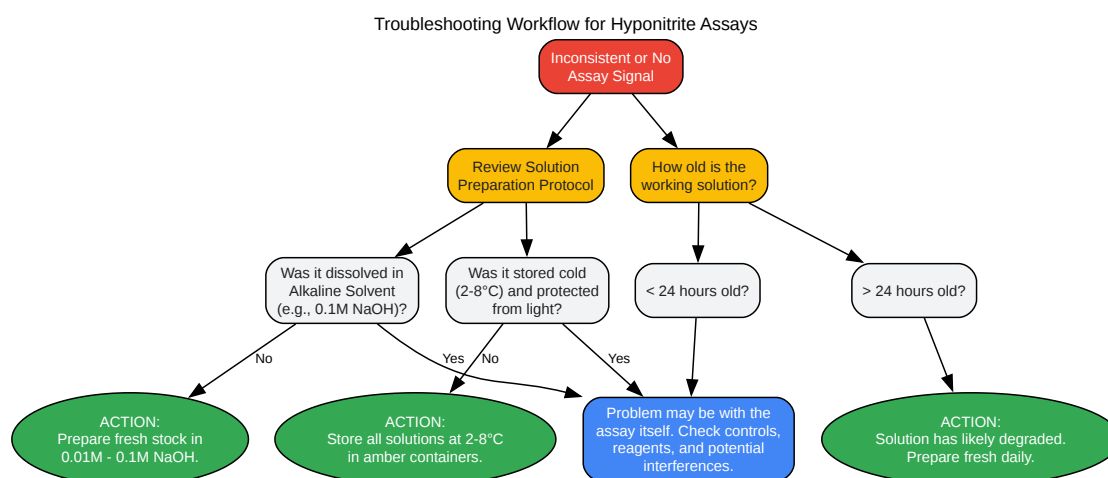 Troubleshooting Workflow for Hyponitrite Assays
Inconsistent or No
Assay Signal
Review Solution
Preparation Protocol
How old is the
working solution?
Was it dissolved in
Alkaline Solvent
(e.g., 0.1M NaOH)?
Was it stored cold
(2-8°C) and protected
from light?
< 24 hours old?
> 24 hours old?
No
Yes
No
Yes
ACTION:
Prepare fresh stock in
0.01M - 0.1M NaOH.
ACTION:
Store all solutions at 2-8°C
in amber containers.
Problem may be with the
assay itself. Check controls,
reagents, and potential
interferences.
ACTION:
Solution has likely degraded.
Prepare fresh daily.